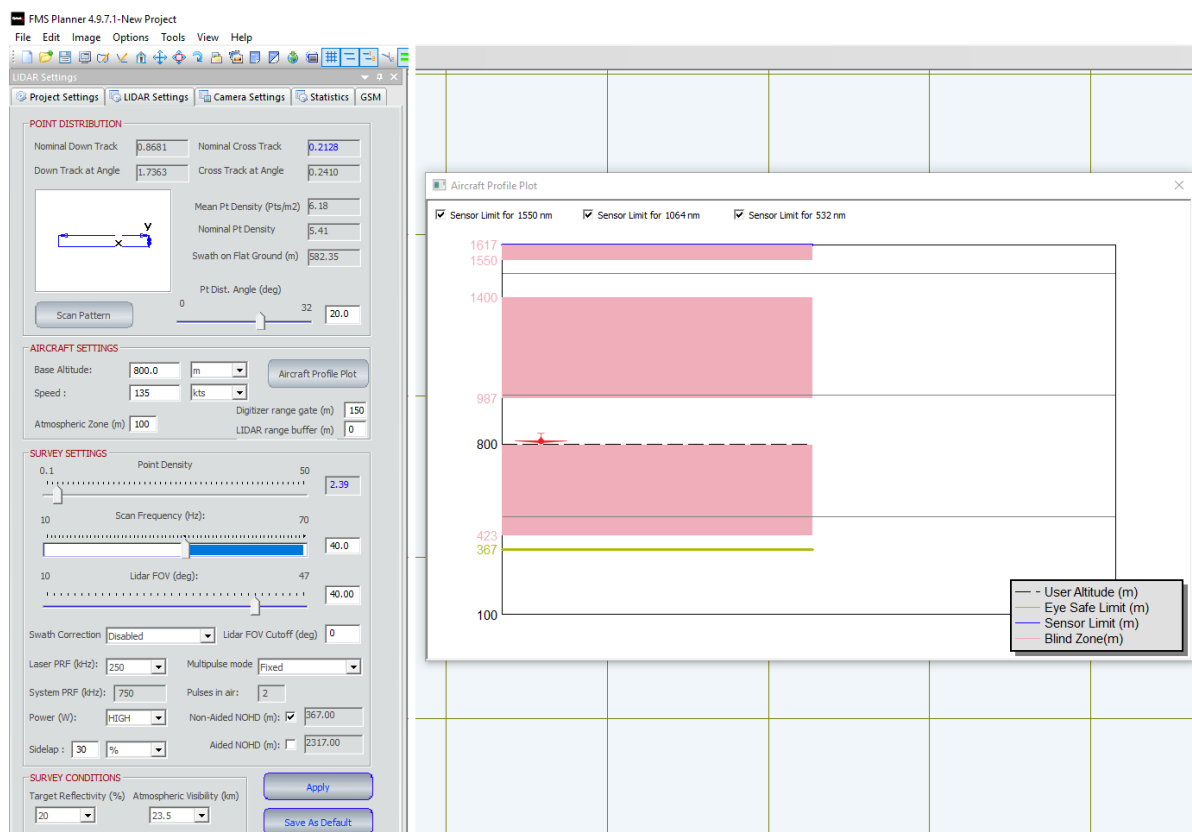 FMS Planner 4.9.7.1-New Project
File Edit Image Options Tools View Help
LIDAR Settings
Project Settings LIDAR Settings Camera Settings Statistics GSM
POINT DISTRIBUTION
Nominal Down Track 0.8681 Nominal Cross Track 0.2128
Down Track at Angle 1.7363 Cross Track at Angle 0.2410
y
x
Mean Pt Density (Pts/m2) 6.18
Nominal Pt Density 5.41
Swath on Flat Ground (m) 582.35
Pt Dist. Angle (deg)
0 32 20.0
Scan Pattern
AIRCRAFT SETTINGS
Base Altitude: 800.0 m Aircraft Profile Plot
Speed : 135 kts
Digitizer range gate (m) 150
Atmospheric Zone (m) 100 LIDAR range buffer (m) 0
SURVEY SETTINGS
Point Density
0.1 50 2.39
Scan Frequency (Hz):
10 70 40.0
Lidar FOV (deg):
10 47 40.00
Swath Correction Disabled Lidar FOV Cutoff (deg) 0
Laser PRF (kHz): 250 Multipulse mode Fixed
System PRF (kHz): 750 Pulses in air: 2
Power (W): HIGH Non-Aided NOHD (m): 367.00
Sidelap : 30 % Aided NOHD (m): 2317.00
SURVEY CONDITIONS
Target Reflectivity (%) Atmospheric Visibility (km)
20 23.5
Apply
Save As Default
Aircraft Profile Plot
Sensor Limit for 1550 nm Sensor Limit for 1064 nm Sensor Limit for 532 nm
1617
1550
1400
987
800
423
367
100
User Altitude (m)
Eye Safe Limit (m)
Sensor Limit (m)
Blind Zone(m)